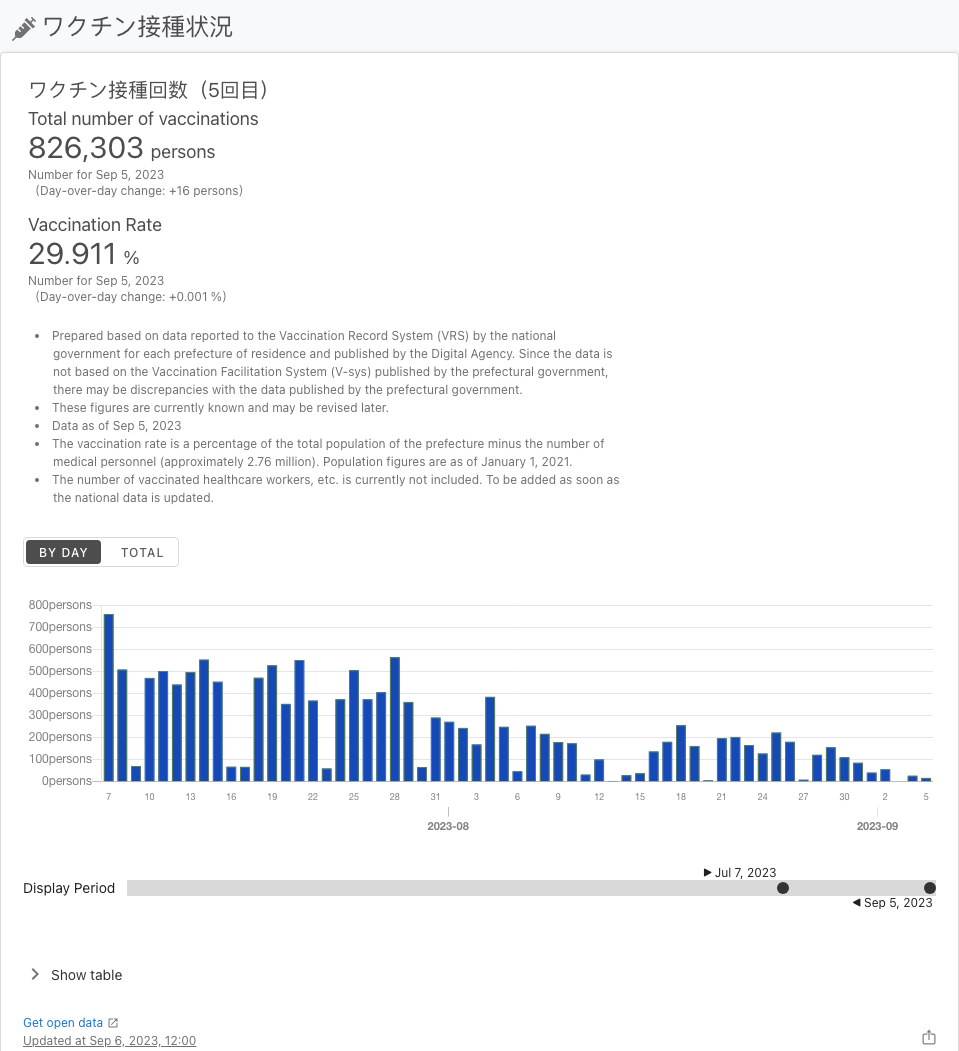 ワクチン接種状況
ワクチン接種回数（5回目）
Total number of vaccinations
826,303 persons
Number for Sep 5, 2023
（Day-over-day change: +16 persons）
Vaccination Rate
29.911 %
Number for Sep 5, 2023
（Day-over-day change: +0.001 %）
• Prepared based on data reported to the Vaccination Record System (VRS) by the national
government for each prefecture of residence and published by the Digital Agency. Since the data is
not based on the Vaccination Facilitation System (V-sys) published by the prefectural government,
there may be discrepancies with the data published by the prefectural government.
• These figures are currently known and may be revised later.
• Data as of Sep 5, 2023
• The vaccination rate is a percentage of the total population of the prefecture minus the number of
medical personnel (approximately 2.76 million). Population figures are as of January 1, 2021.
• The number of vaccinated healthcare workers, etc. is currently not included. To be added as soon as
the national data is updated.
BY DAY TOTAL
800persons
700persons
600persons
500persons
400persons
300persons
200persons
100persons
0persons
7 10 13 16 19 22 25 28 31 3 6 9 12 15 18 21 24 27 30 2 5
2023-08 2023-09
Jul 7, 2023
Display Period
Sep 5, 2023
Show table
Get open data
Updated at Sep 6, 2023, 12:00